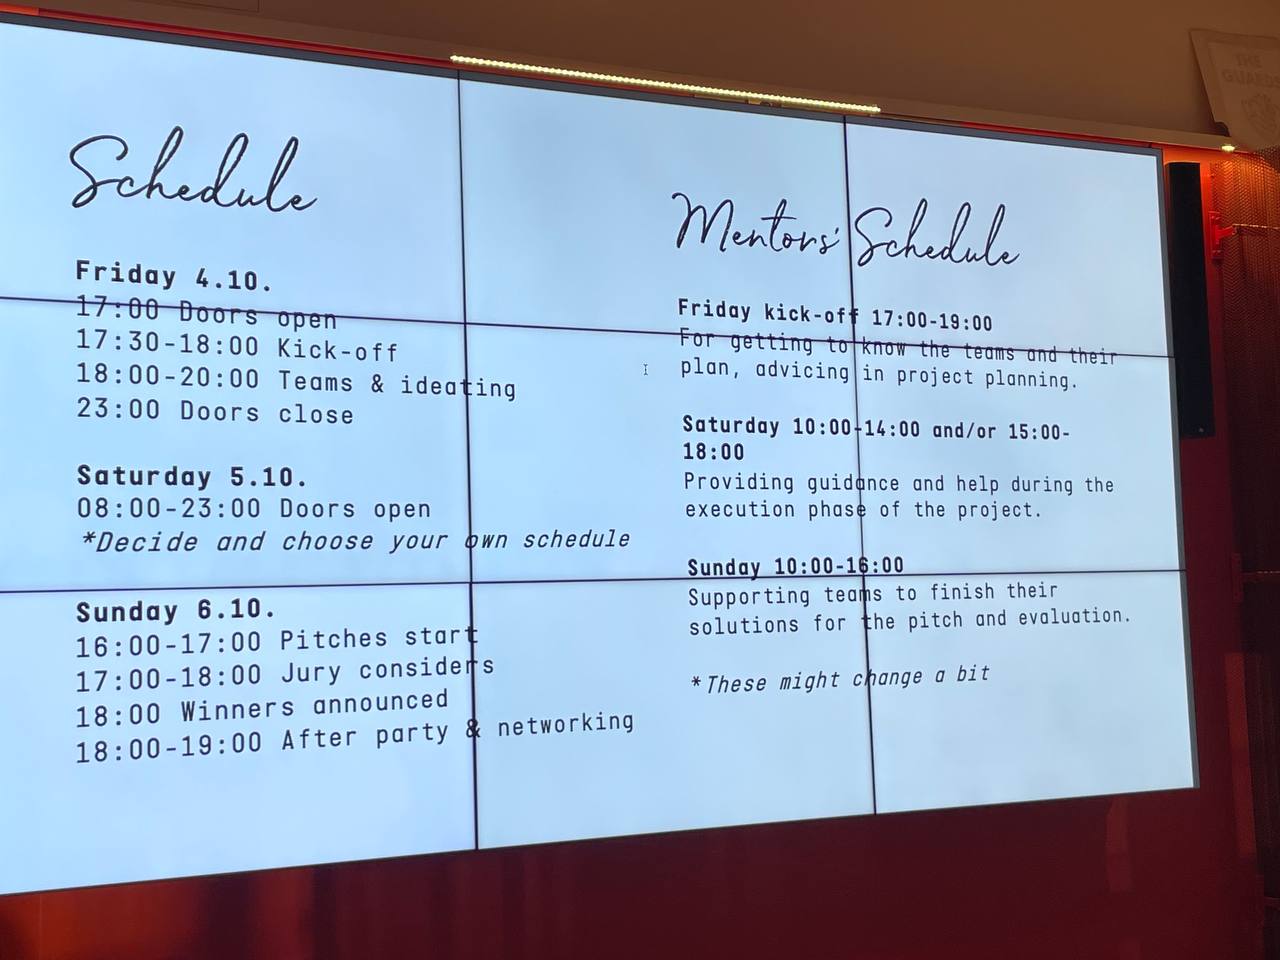 Schedule
Friday 4.10.
17:00 Doors open
17:30-18:00 Kick-off
18:00-20:00 Teams & ideating
23:00 Doors close
Saturday 5.10.
08:00-23:00 Doors open
*Decide and choose your own schedule
Sunday 6.10.
16:00-17:00 Pitches start
17:00-18:00 Jury considers
18:00 Winners announced
18:00-19:00 After party & networking
Mentors' Schedule
Friday kick-off 17:00-19:00
For getting to know the teams and their
plan, advicing in project planning.
Saturday 10:00-14:00 and/or 15:00-
18:00
Providing guidance and help during the
execution phase of the project.
Sunday 10:00-16:00
Supporting teams to finish their
solutions for the pitch and evaluation.
*These might change a bit
THE